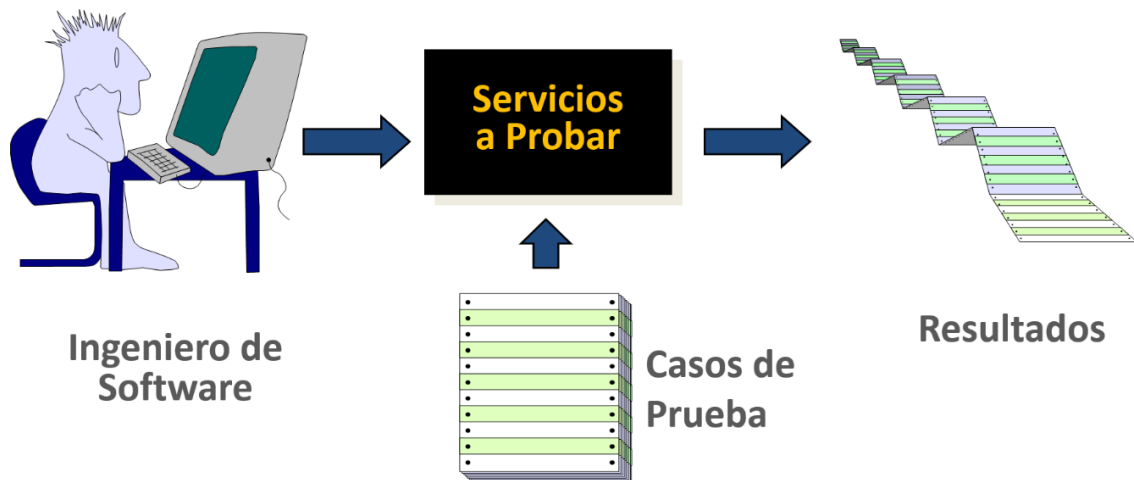 Servicios
a Probar
Ingeniero de
Software
Casos de
Prueba
Resultados